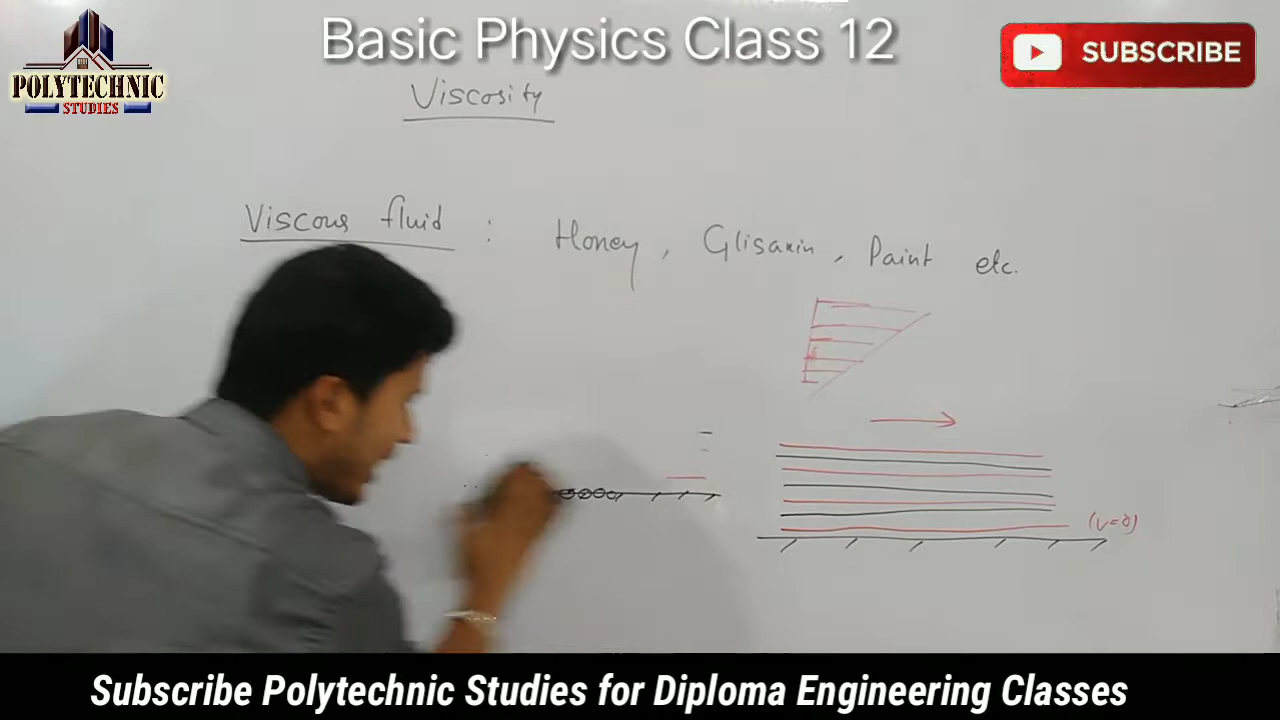 Basic Physics Class 12
POLYTECHNIC
STUDIES
SUBSCRIBE
Viscosity
Viscous fluid : Honey, Glisaxin, Paint etc.
(v=0)
Subscribe Polytechnic Studies for Diploma Engineering Classes